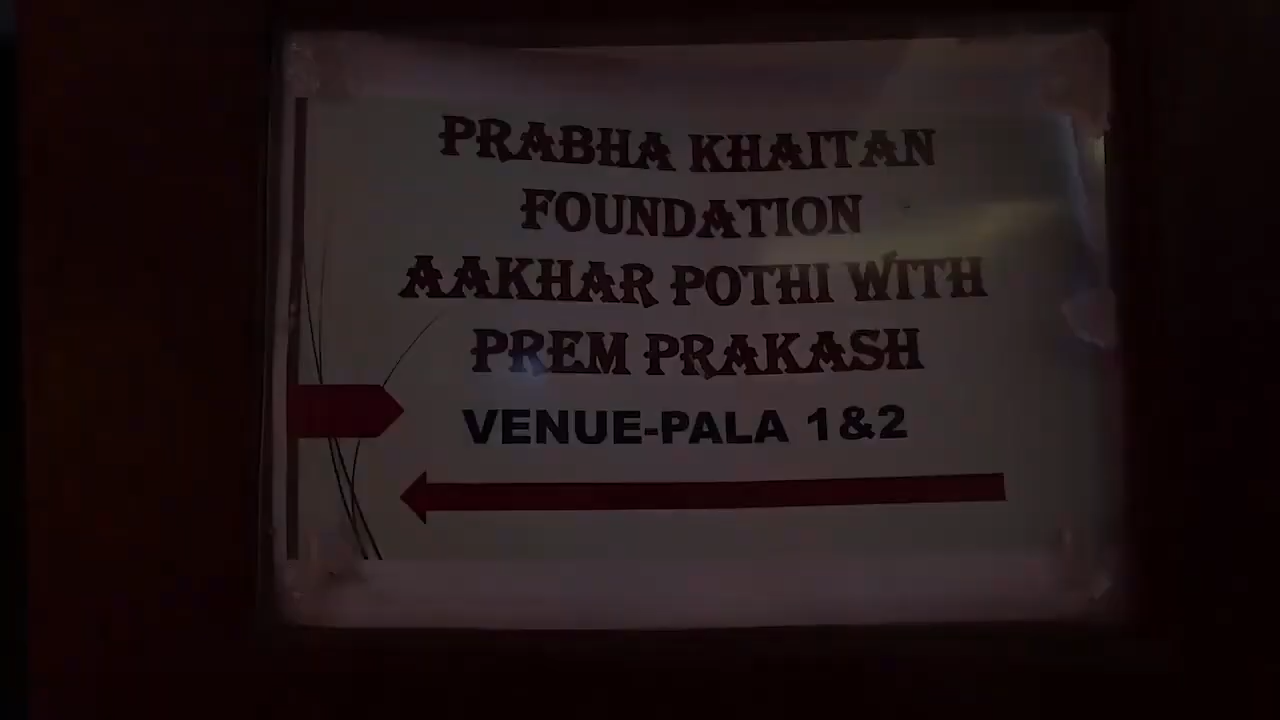 PRABHA KHAITAN
FOUNDATION
AAKHAR POTHI WITH
PREM PRAKASH
VENUE-PALA 1&2